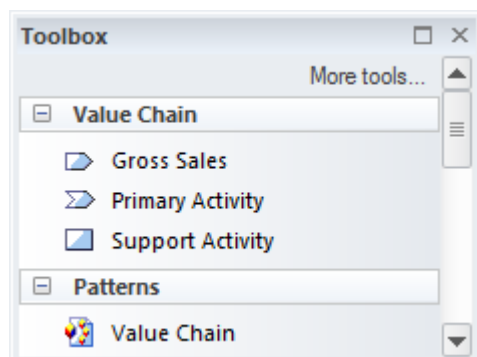 Toolbox
More tools...
Value Chain
Gross Sales
Primary Activity
Support Activity
Patterns
Value Chain